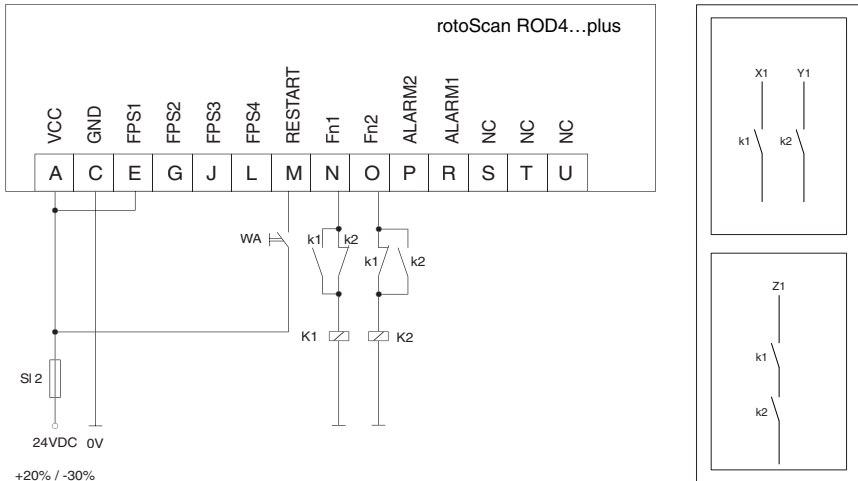 rotoScan ROD4...plus
VCC
GND
FPS1
FPS2
FPS3
FPS4
RESTART
Fn1
Fn2
ALARM2
ALARM1
NC
NC
NC
A C E G J L M N O P R S T U
WA k1 k2 k1 k2
K1 K2
SI 2
24VDC 0V
+20% / -30%
X1 Y1
k1 k2
Z1
k1
k2